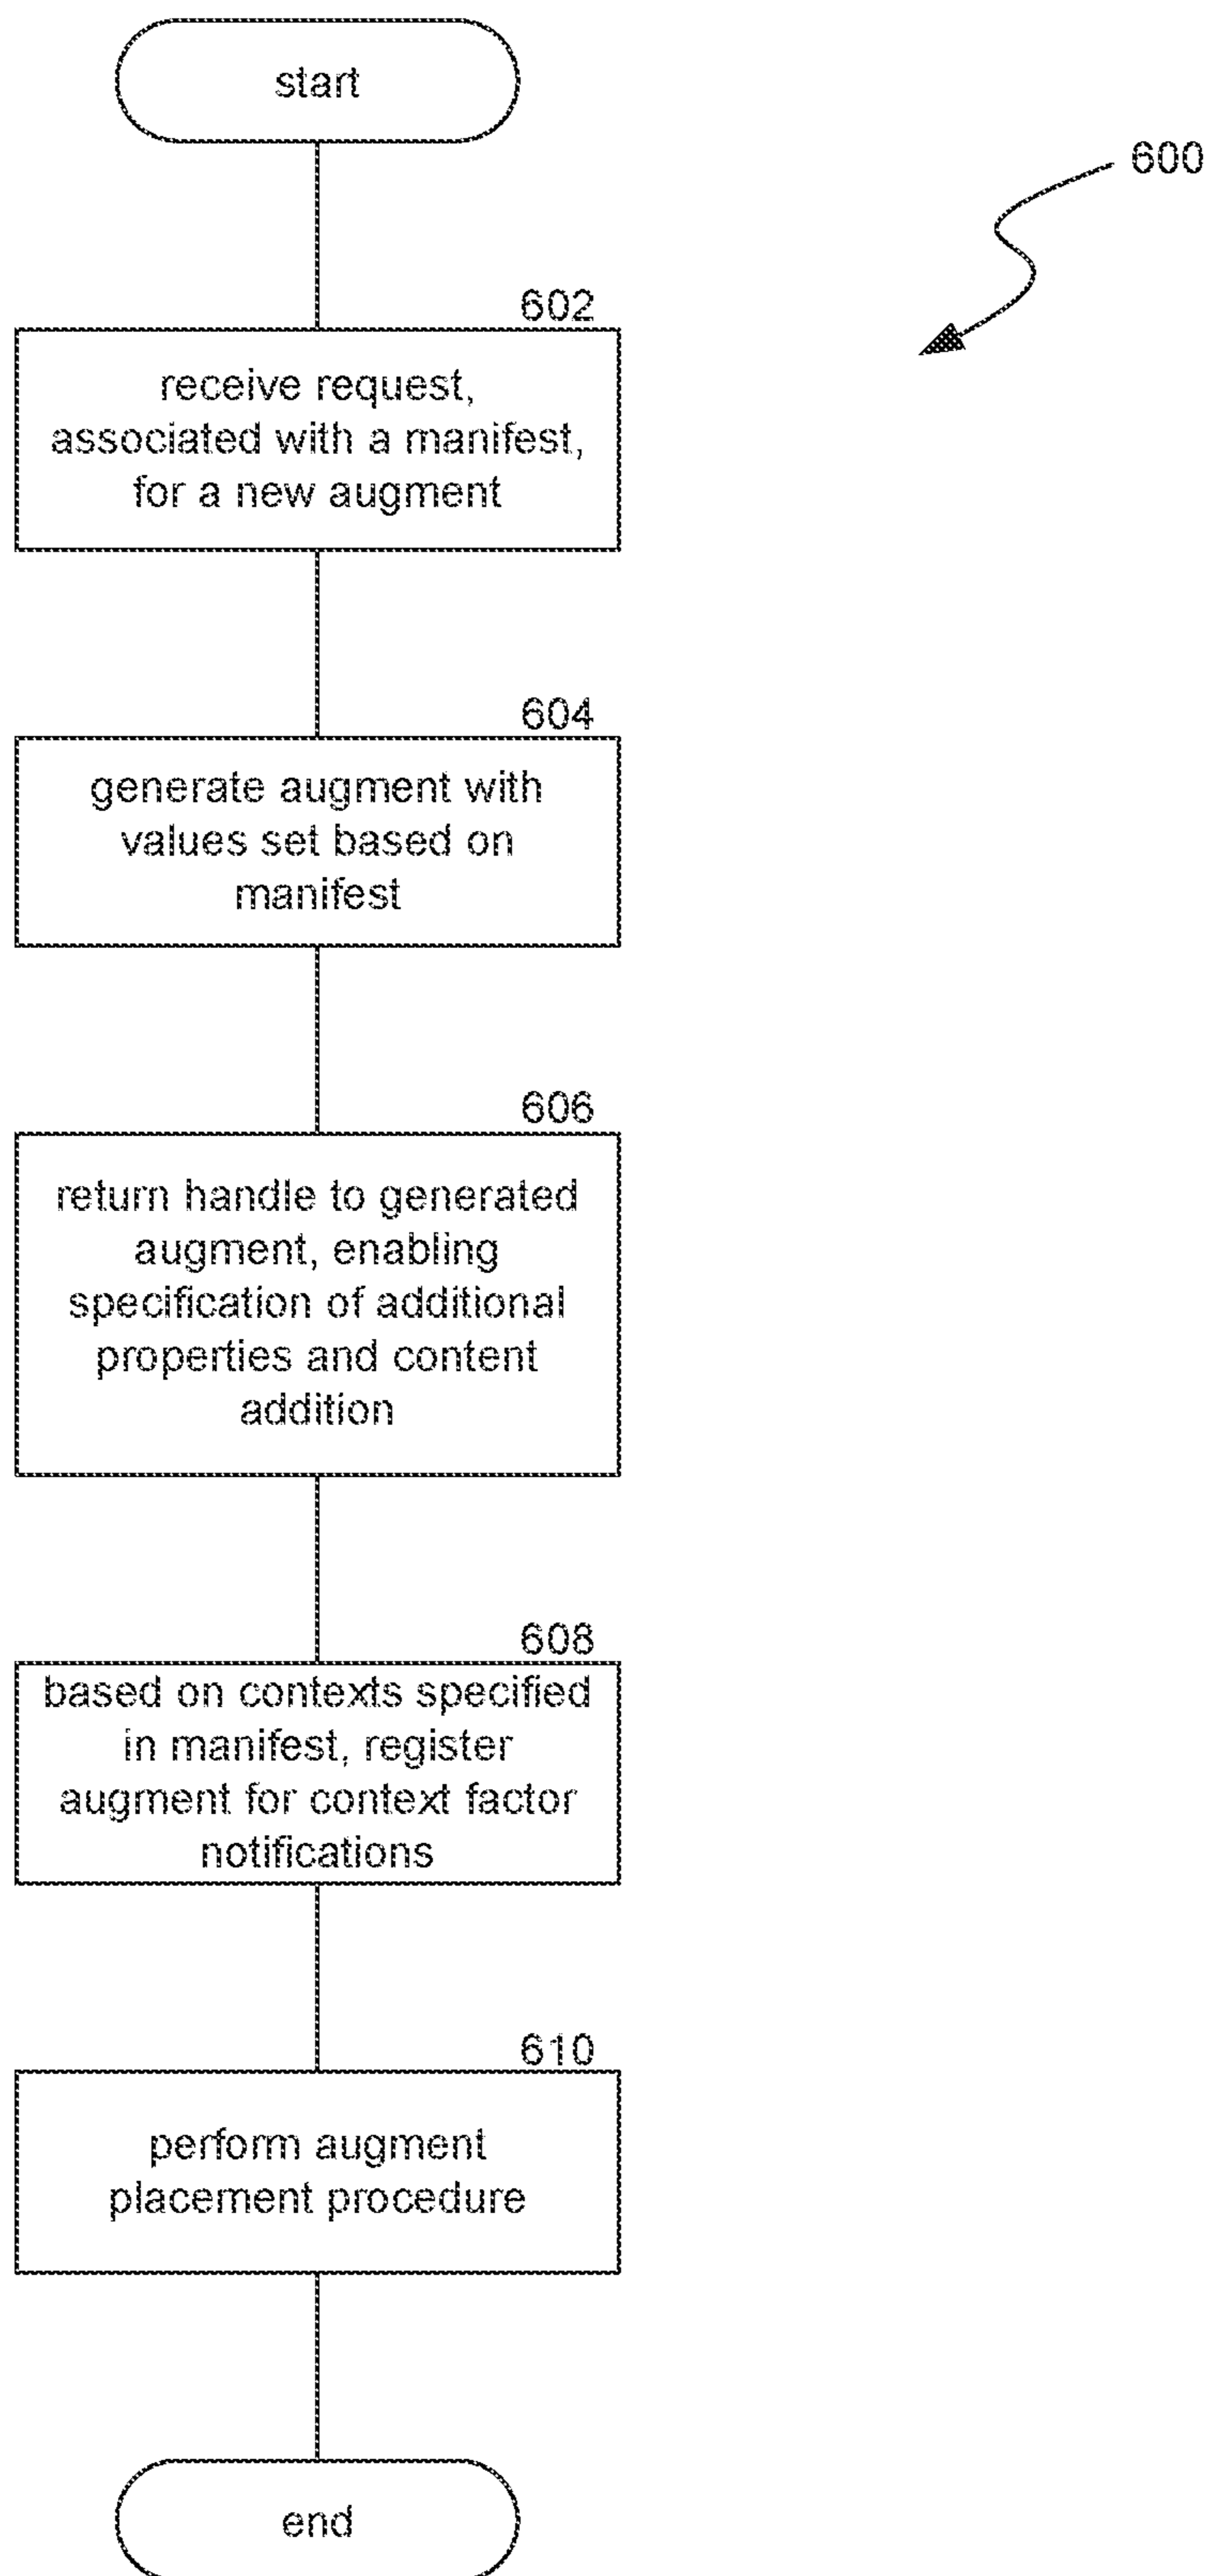 start
600
602
receive request,
associated with a manifest,
for a new augment
604
generate augment with
values set based on
manifest
606
return handle to generated
augment, enabling
specification of additional
properties and content
addition
608
based on contexts specified
in manifest, register
augment for context factor
notifications
610
perform augment
placement procedure
end